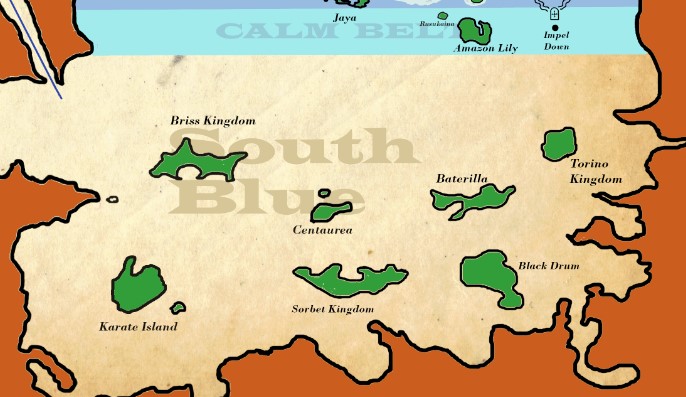 Jaya
Rusukaina
CALM BELT
Amazon Lily
Impel
Down
Briss Kingdom
South
Blue
Torino
Kingdom
Baterilla
Centaurea
Black Drum
Sorbet Kingdom
Karate Island